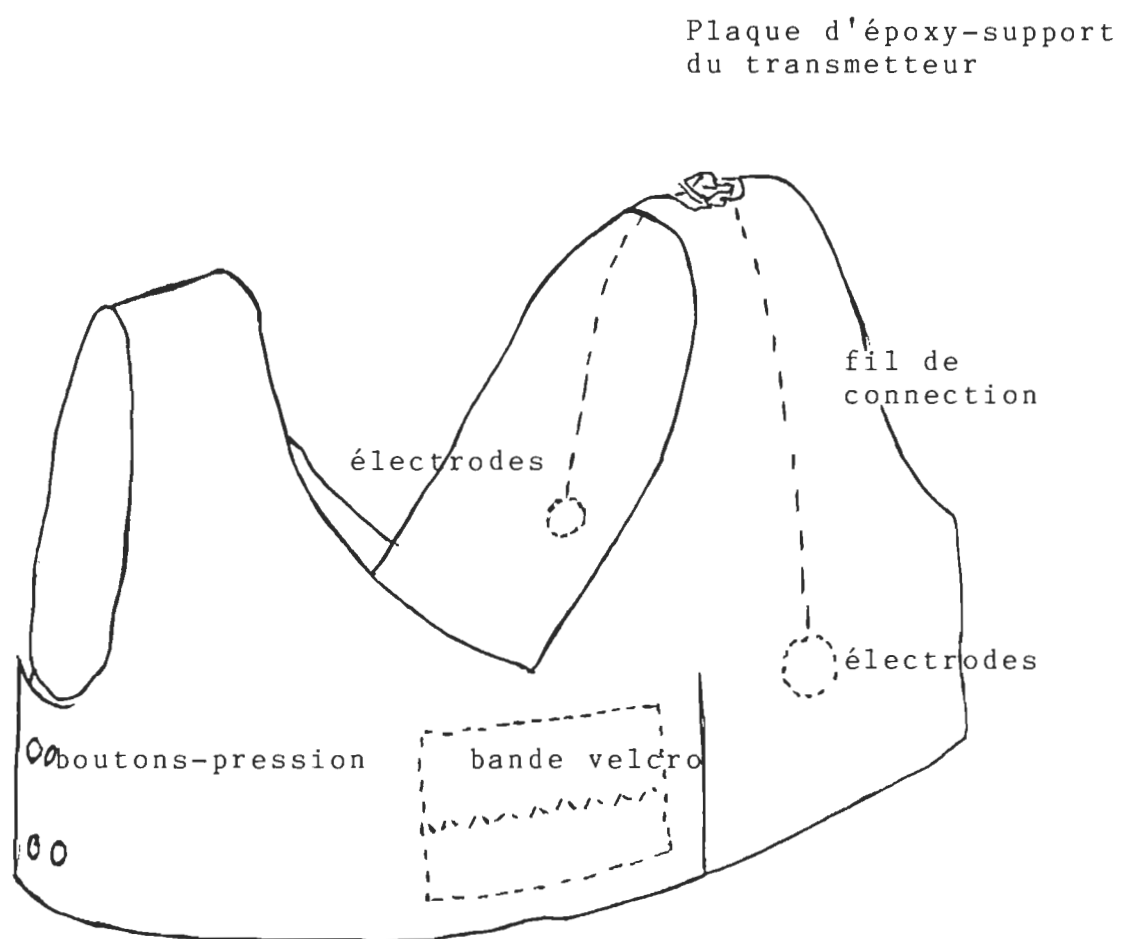 Plaque d'époxy-support
du transmetteur
fil de
connection
électrodes
électrodes
boutons-pression
bande velcro